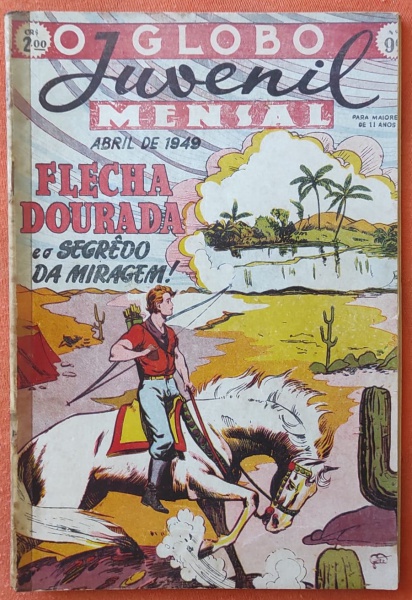 CR$ 2.00
O GLOBO
Juvenil
MENSAL
PARA MAIORES
DE 11 ANOS
ABRIL DE 1949
FLECHA
DOURADA
e o SEGRÊDO
DA MIRAGEM!